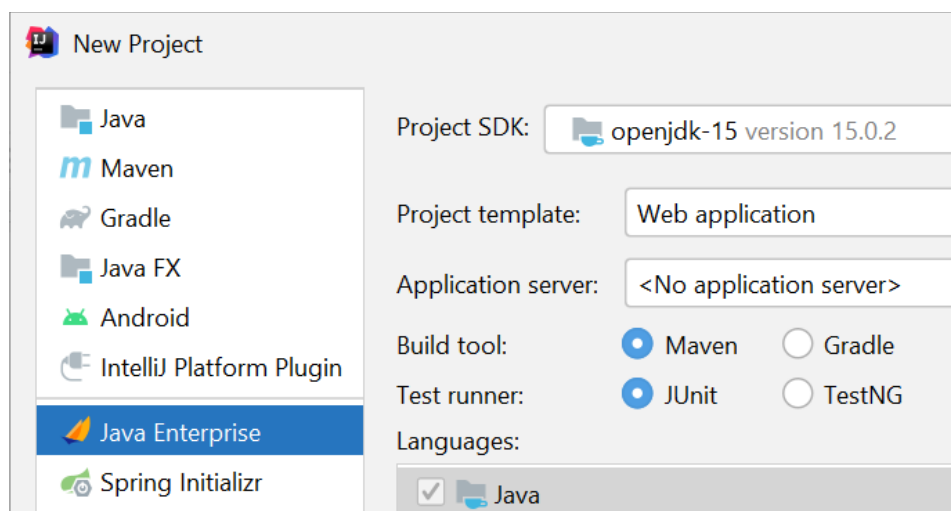 New Project
Java
Maven
Gradle
Java FX
Android
IntelliJ Platform Plugin
Java Enterprise
Spring Initializr
Project SDK: openjdk-15 version 15.0.2
Project template: Web application
Application server: <No application server>
Build tool: Maven Gradle
Test runner: JUnit TestNG
Languages:
Java